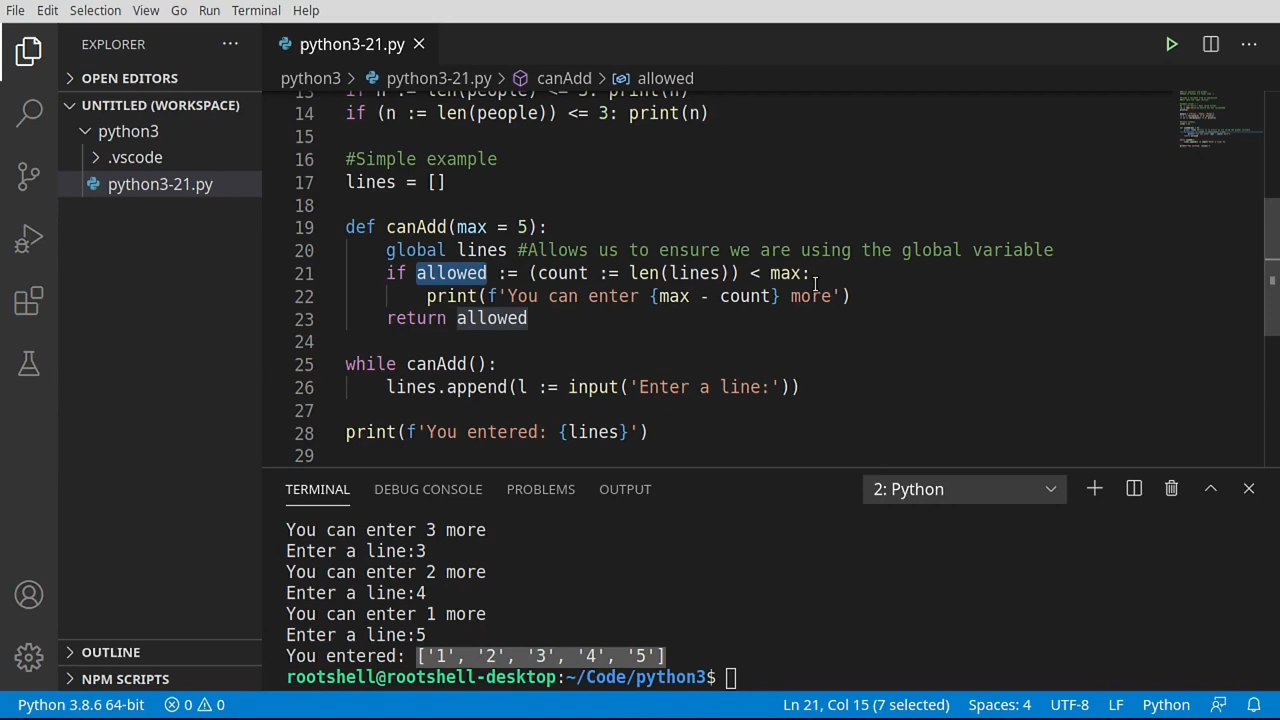 File Edit Selection View Go Run Terminal Help
EXPLORER
OPEN EDITORS
UNTITLED (WORKSPACE)
python3
.vscode
python3-21.py
OUTLINE
NPM SCRIPTS
python3-21.py
python3 > python3-21.py > canAdd > allowed
13 if n := len(people) <= 3: print(n)
14 if (n := len(people)) <= 3: print(n)
15
16 #Simple example
17 lines = []
18
19 def canAdd(max = 5):
20 global lines #Allows us to ensure we are using the global variable
21 if allowed := (count := len(lines)) < max:
22 print(f'You can enter {max - count} more')
23 return allowed
24
25 while canAdd():
26 lines.append(l := input('Enter a line:'))
27
28 print(f'You entered: {lines}')
29
TERMINAL DEBUG CONSOLE PROBLEMS OUTPUT 2: Python
You can enter 3 more
Enter a line:3
You can enter 2 more
Enter a line:4
You can enter 1 more
Enter a line:5
You entered: ['1', '2', '3', '4', '5']
rootshell@rootshell-desktop:~/Code/python3$
Python 3.8.6 64-bit 0 0 Ln 21, Col 15 (7 selected) Spaces: 4 UTF-8 LF Python